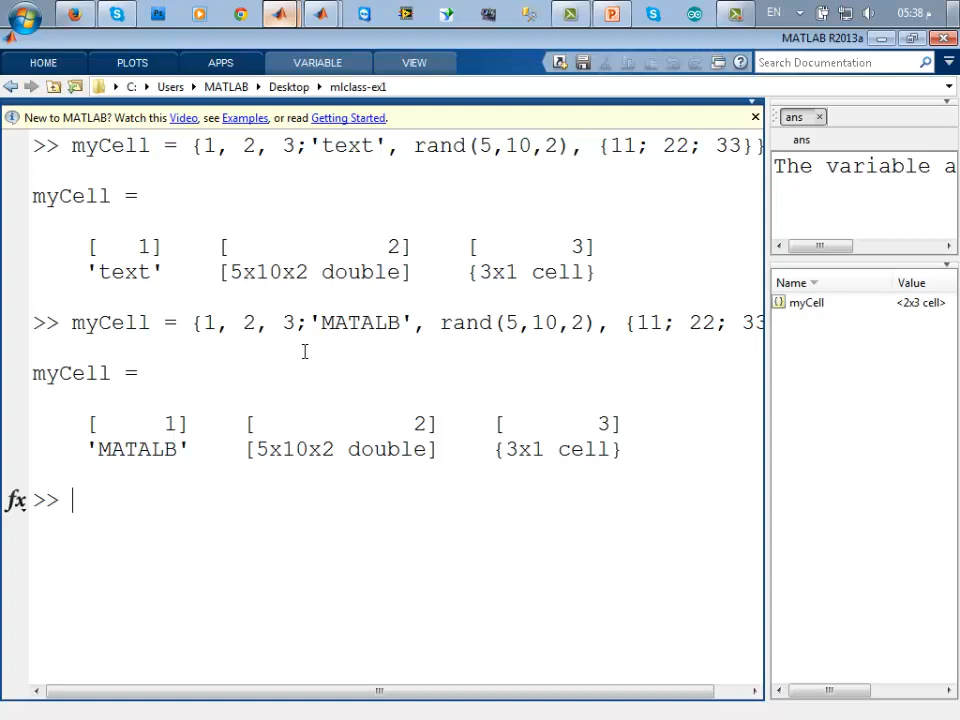 EN
05:38 م
MATLAB R2013a
HOME
PLOTS
APPS
VARIABLE
VIEW
Search Documentation
C:
Users
MATLAB
Desktop
mlclass-ex1
New to MATLAB? Watch this Video, see Examples, or read Getting Started.
>> myCell = {1, 2, 3;'text', rand(5,10,2), {11; 22; 33}}
myCell =
[ 1] [ 2] [ 3]
'text' [5x10x2 double] {3x1 cell}
>> myCell = {1, 2, 3;'MATALB', rand(5,10,2), {11; 22; 33
myCell =
[ 1] [ 2] [ 3]
'MATALB' [5x10x2 double] {3x1 cell}
fx >>
ans
ans
The variable a
Name Value
myCell <2x3 cell>